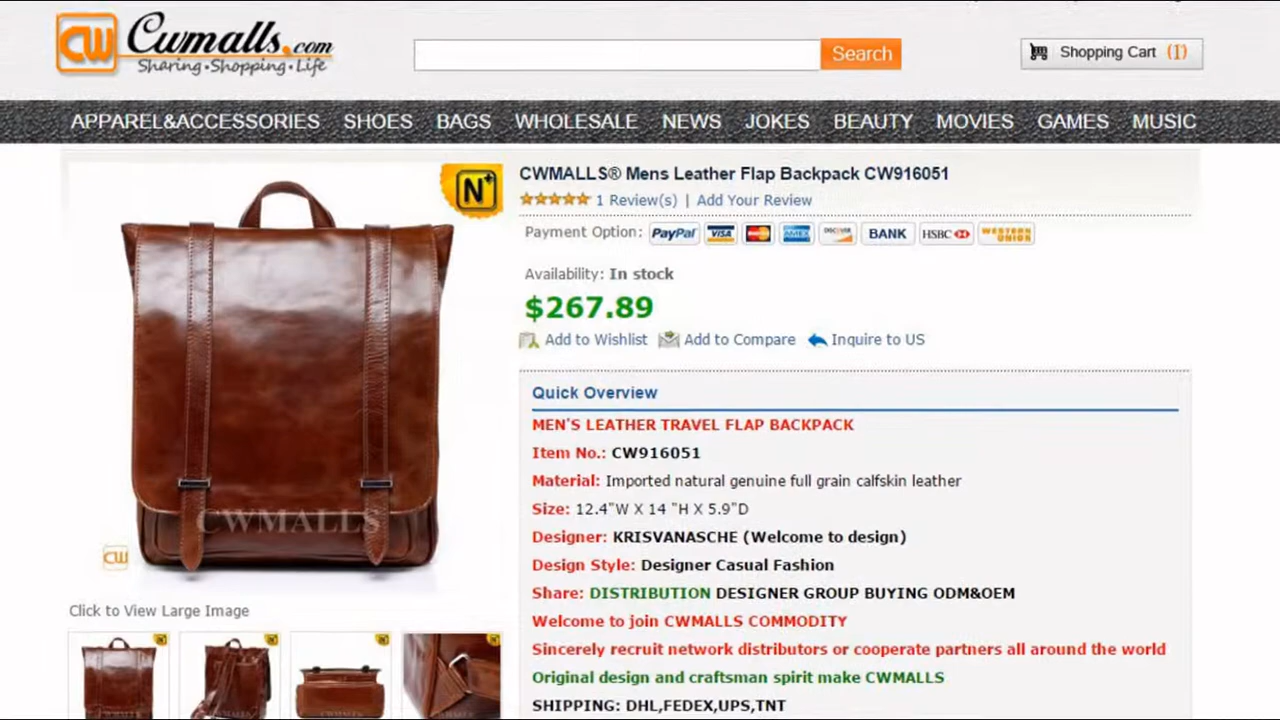 CW Cwmalls.com
Sharing·Shopping·Life
Search
Shopping Cart (1)
APPAREL&ACCESSORIES SHOES BAGS WHOLESALE NEWS JOKES BEAUTY MOVIES GAMES MUSIC
N+
CWMALLS® Mens Leather Flap Backpack CW916051
1 Review(s) | Add Your Review
Payment Option: PayPal VISA MasterCard AMEX DISCOVER BANK HSBC WESTERN UNION
Availability: In stock
$267.89
Add to Wishlist Add to Compare Inquire to US
Quick Overview
MEN'S LEATHER TRAVEL FLAP BACKPACK
Item No.: CW916051
Material: Imported natural genuine full grain calfskin leather
Size: 12.4"W X 14 "H X 5.9"D
Designer: KRISVANASCHE (Welcome to design)
Design Style: Designer Casual Fashion
Share: DISTRIBUTION DESIGNER GROUP BUYING ODM&OEM
Welcome to join CWMALLS COMMODITY
Sincerely recruit network distributors or cooperate partners all around the world
Original design and craftsman spirit make CWMALLS
SHIPPING: DHL,FEDEX,UPS,TNT
CWMALLS
CW
Click to View Large Image